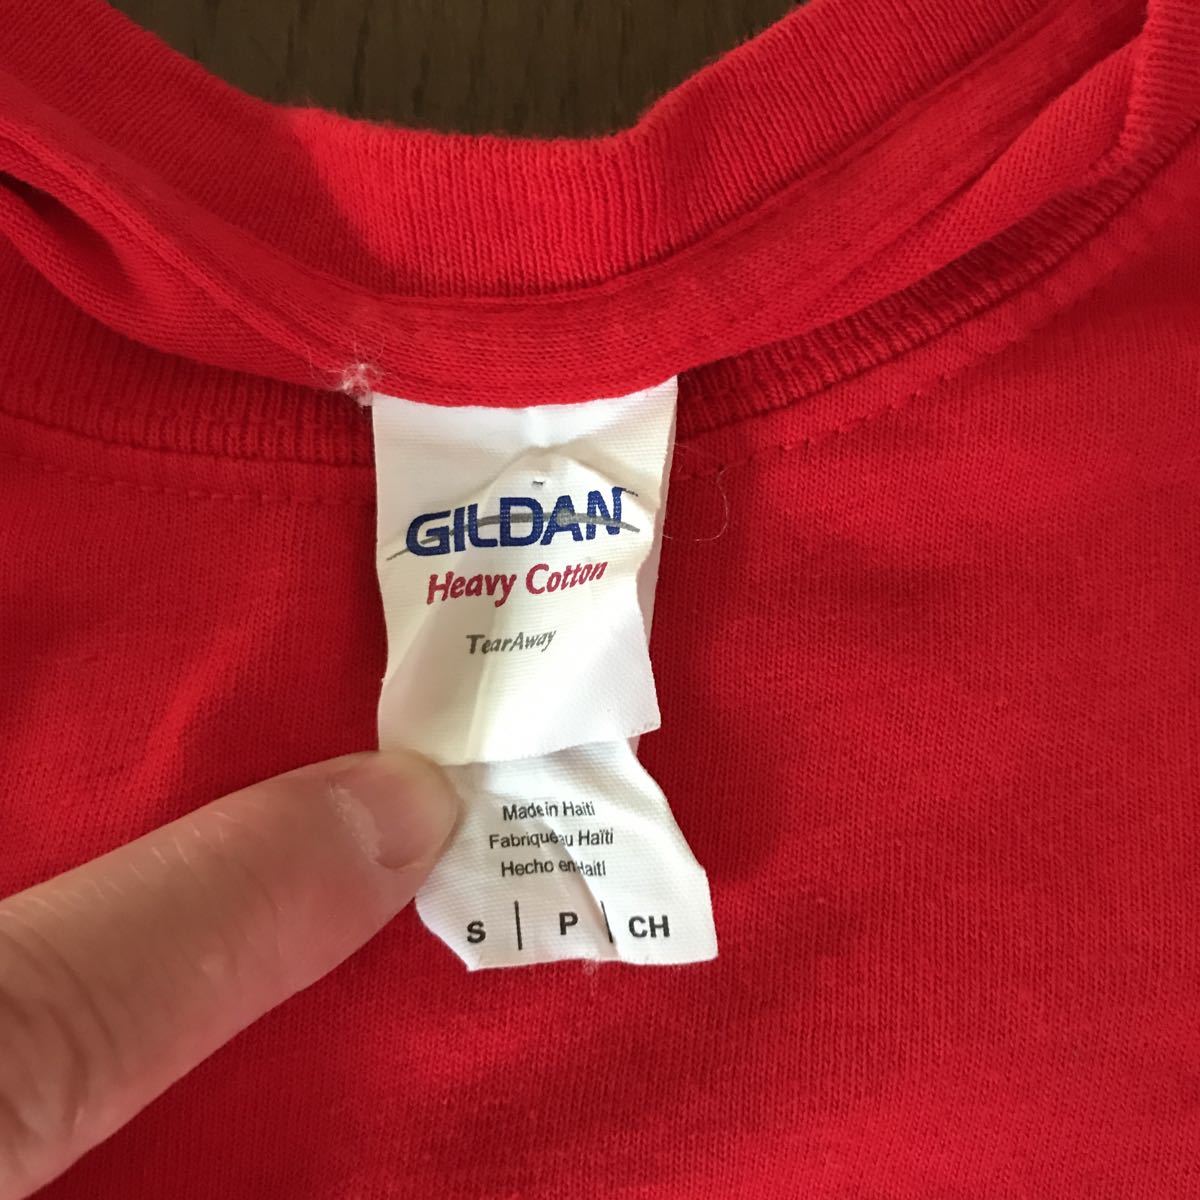 GILDAN
Heavy Cotton
TearAway
Made in Haiti
Fabriqué au Haïti
Hecho en Haití
S | P | CH